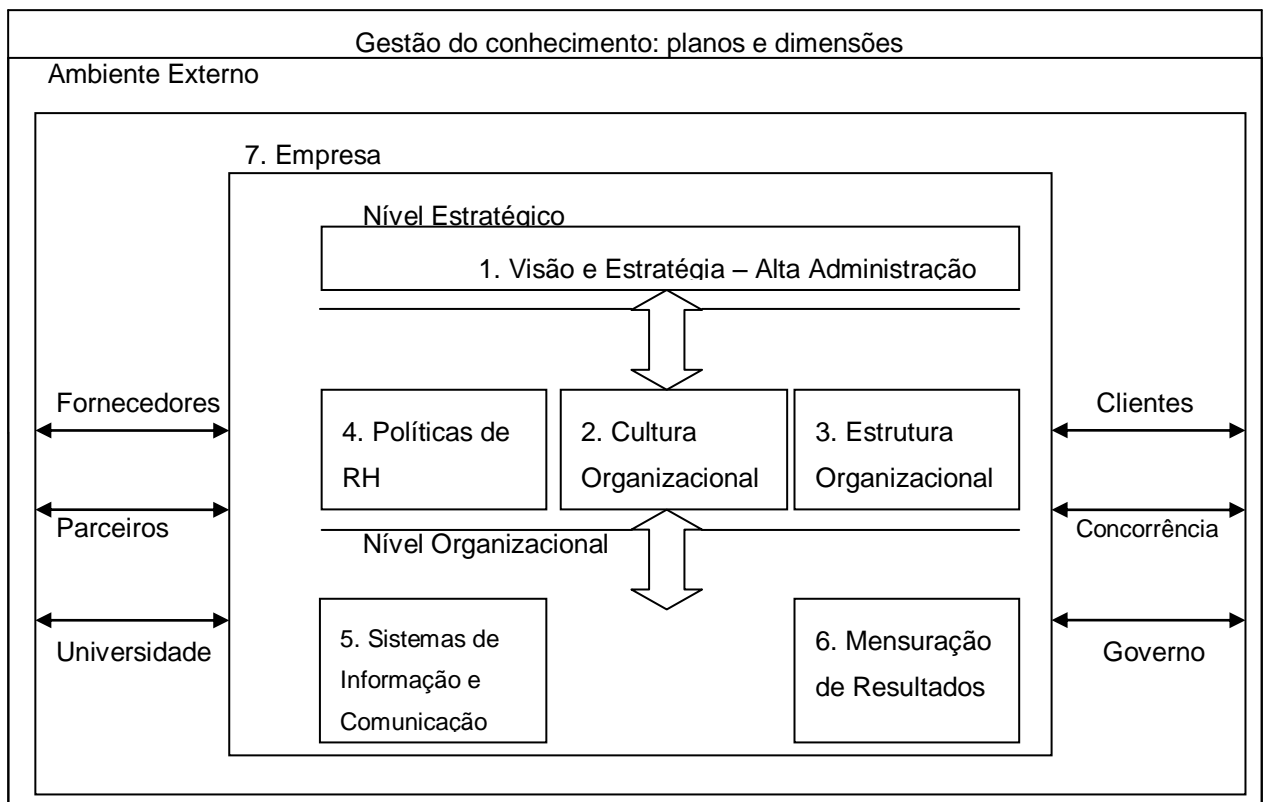 Gestão do conhecimento: planos e dimensões
Ambiente Externo
7. Empresa
Nível Estratégico
1. Visão e Estratégia – Alta Administração
Fornecedores
Parceiros
Universidade
4. Políticas de
RH
2. Cultura
Organizacional
3. Estrutura
Organizacional
Nível Organizacional
5. Sistemas de
Informação e
Comunicação
6. Mensuração
de Resultados
Clientes
Concorrência
Governo